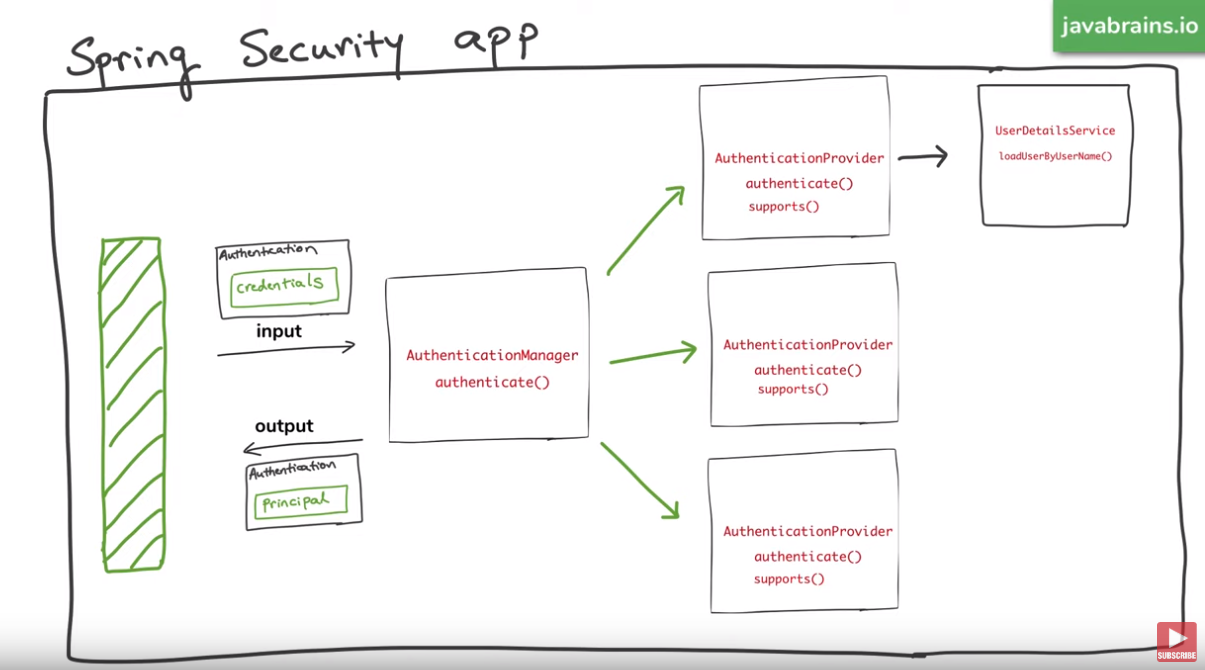 Spring Security app
javabrains.io
Authentication
credentials
input
output
Authentication
Principal
AuthenticationManager
authenticate()
AuthenticationProvider
authenticate()
supports()
UserDetailsService
loadUserByUserName()
AuthenticationProvider
authenticate()
supports()
AuthenticationProvider
authenticate()
supports()
SUBSCRIBE